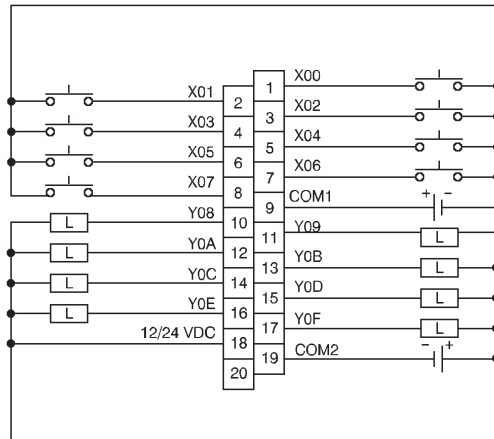 X00
X01 1
2 X02
X03 3
4 X04
X05 5
6 X06
X07 7
8 COM1 + −
Y08 9
L 10 Y09
Y0A 11 L
L 12 Y0B
Y0C 13 L
L 14 Y0D
Y0E 15 L
L 16 Y0F
12/24 VDC 17 L
18 COM2 − +
19
20